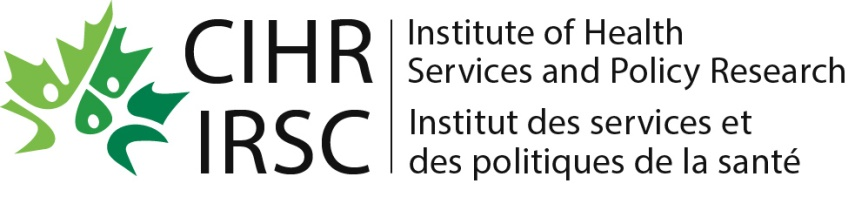 CIHR
IRSC
Institute of Health
Services and Policy Research
Institut des services et
des politiques de la santé